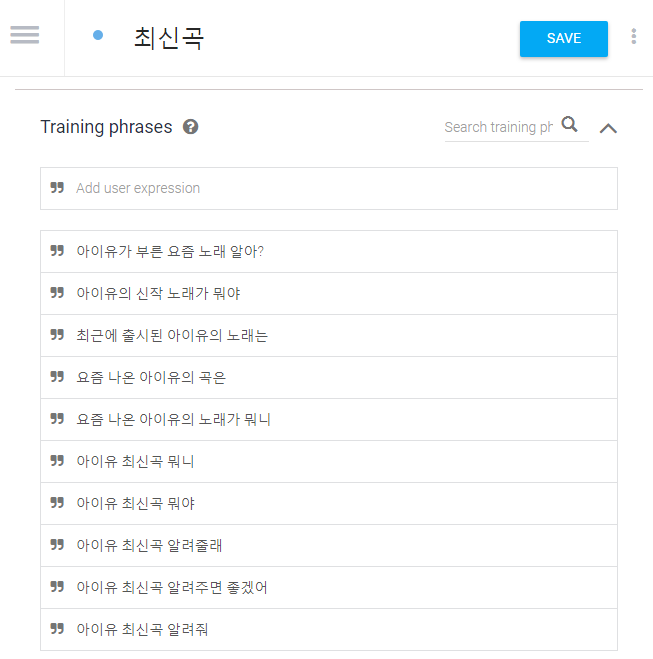 최신곡
SAVE
Training phrases
Search training ph
Add user expression
아이유가 부른 요즘 노래 알아?
아이유의 신작 노래가 뭐야
최근에 출시된 아이유의 노래는
요즘 나온 아이유의 곡은
요즘 나온 아이유의 노래가 뭐니
아이유 최신곡 뭐니
아이유 최신곡 뭐야
아이유 최신곡 알려줄래
아이유 최신곡 알려주면 좋겠어
아이유 최신곡 알려줘